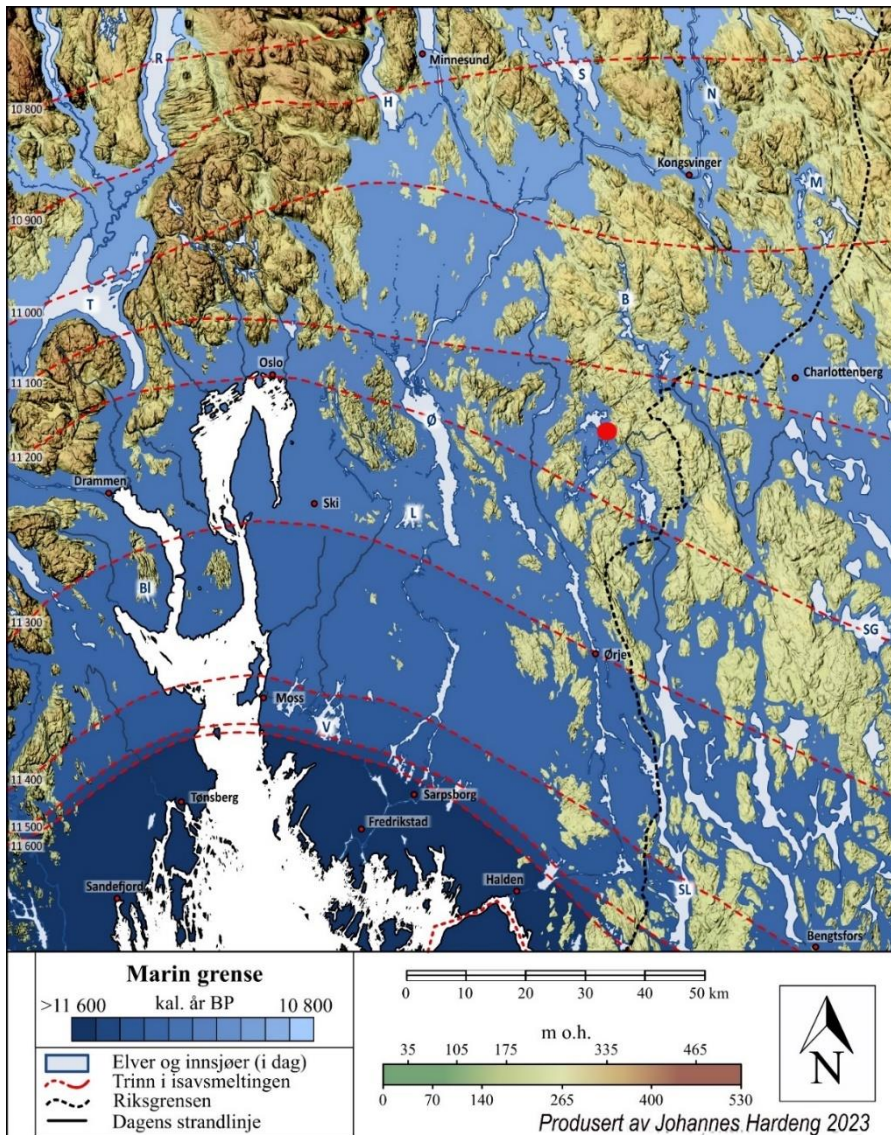 R
Minnesund
S
10 800
H
N
Kongsvinger
M
10 900
T
B
11 000
Oslo
Charlottenberg
11 100
Ø
11 200
Drammen
Ski
L
Bl
11 300
SG
Ørje
Moss
V
11 400
Tønsberg
Sarpsborg
11 500
Fredrikstad
11 600
Sandefjord
Halden
SL
Bengtsfors
Marin grense
kal. år BP
>11 600
10 800
Elver og innsjøer (i dag)
Trinn i isavsmeltingen
Riksgrensen
Dagens strandlinje
0 10 20 30 40 50 km
m o.h.
35 105 175 335 465
0 70 140 265 400 530
N
Produsert av Johannes Hardeng 2023